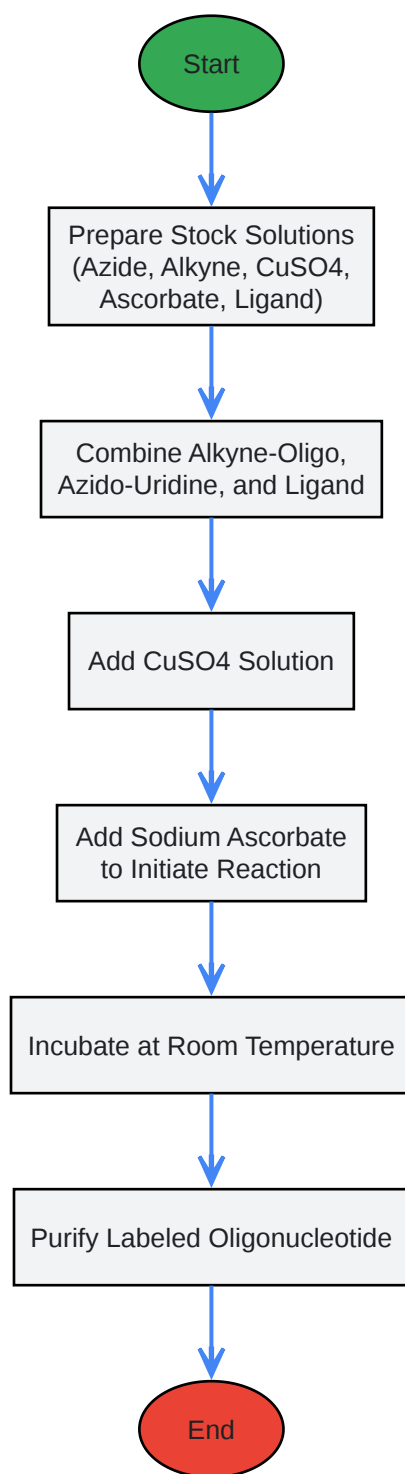 Start
Prepare Stock Solutions
(Azide, Alkyne, CuSO4,
Ascorbate, Ligand)
Combine Alkyne-Oligo,
Azido-Uridine, and Ligand
Add CuSO4 Solution
Add Sodium Ascorbate
to Initiate Reaction
Incubate at Room Temperature
Purify Labeled Oligonucleotide
End